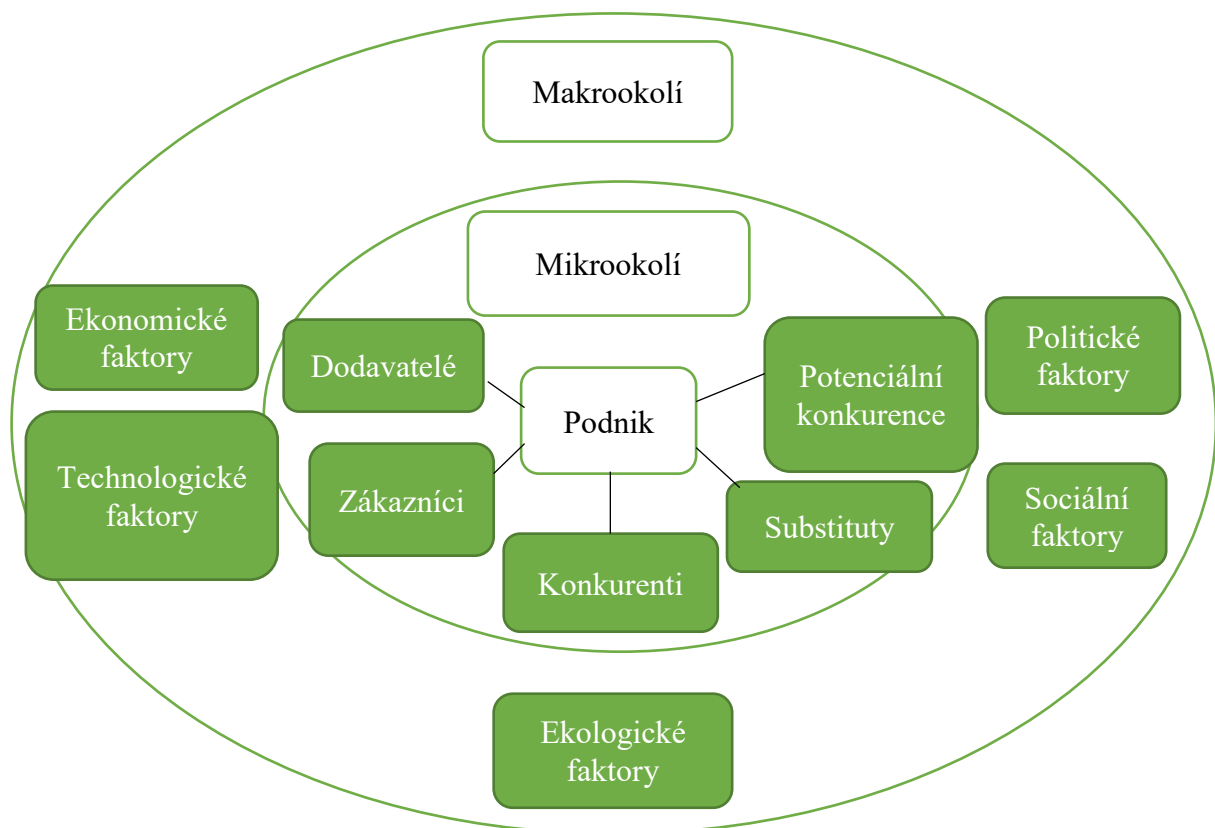 Makrookolí
Mikrookolí
Ekonomické
faktory
Dodavatelé
Potenciální
konkurence
Politické
faktory
Podnik
Technologické
faktory
Zákazníci
Substituty
Sociální
faktory
Konkurenti
Ekologické
faktory